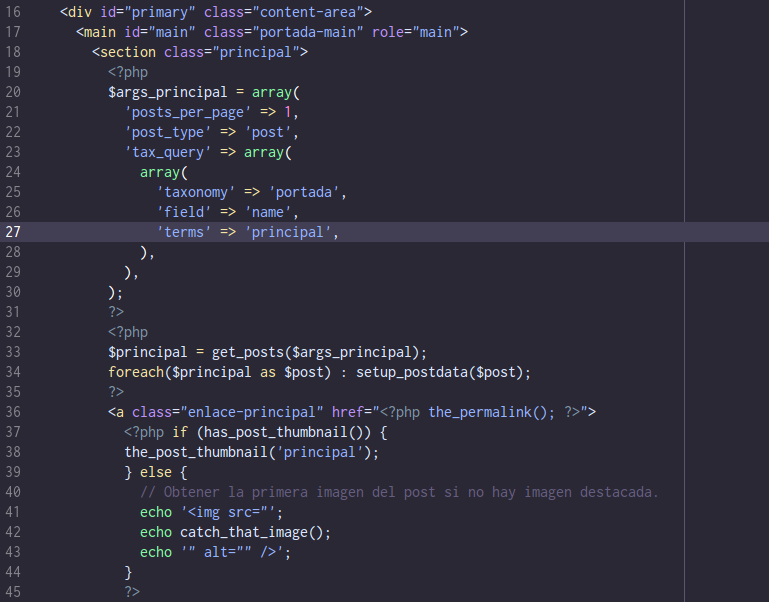 16 <div id="primary" class="content-area">
17 <main id="main" class="portada-main" role="main">
18 <section class="principal">
19 <?php
20 $args_principal = array(
21 'posts_per_page' => 1,
22 'post_type' => 'post',
23 'tax_query' => array(
24 array(
25 'taxonomy' => 'portada',
26 'field' => 'name',
27 'terms' => 'principal',
28 ),
29 ),
30 );
31 ?>
32 <?php
33 $principal = get_posts($args_principal);
34 foreach($principal as $post) : setup_postdata($post);
35 ?>
36 <a class="enlace-principal" href="<?php the_permalink(); ?>">
37 <?php if (has_post_thumbnail()) {
38 the_post_thumbnail('principal');
39 } else {
40 // Obtener la primera imagen del post si no hay imagen destacada.
41 echo '<img src="';
42 echo catch_that_image();
43 echo '" alt="" />';
44 }
45 ?>